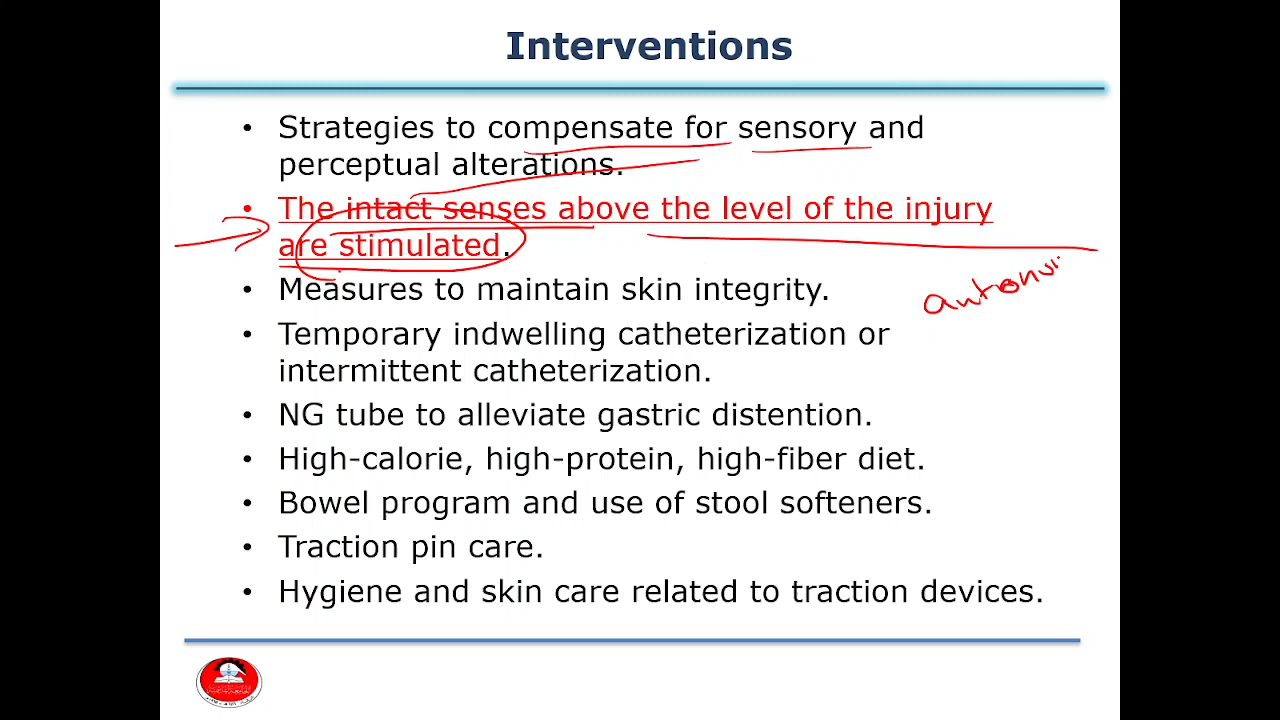 Interventions
• Strategies to compensate for sensory and
perceptual alterations.
• The intact senses above the level of the injury
are stimulated.
• Measures to maintain skin integrity.
• Temporary indwelling catheterization or
intermittent catheterization.
• NG tube to alleviate gastric distention.
• High-calorie, high-protein, high-fiber diet.
• Bowel program and use of stool softeners.
• Traction pin care.
• Hygiene and skin care related to traction devices.